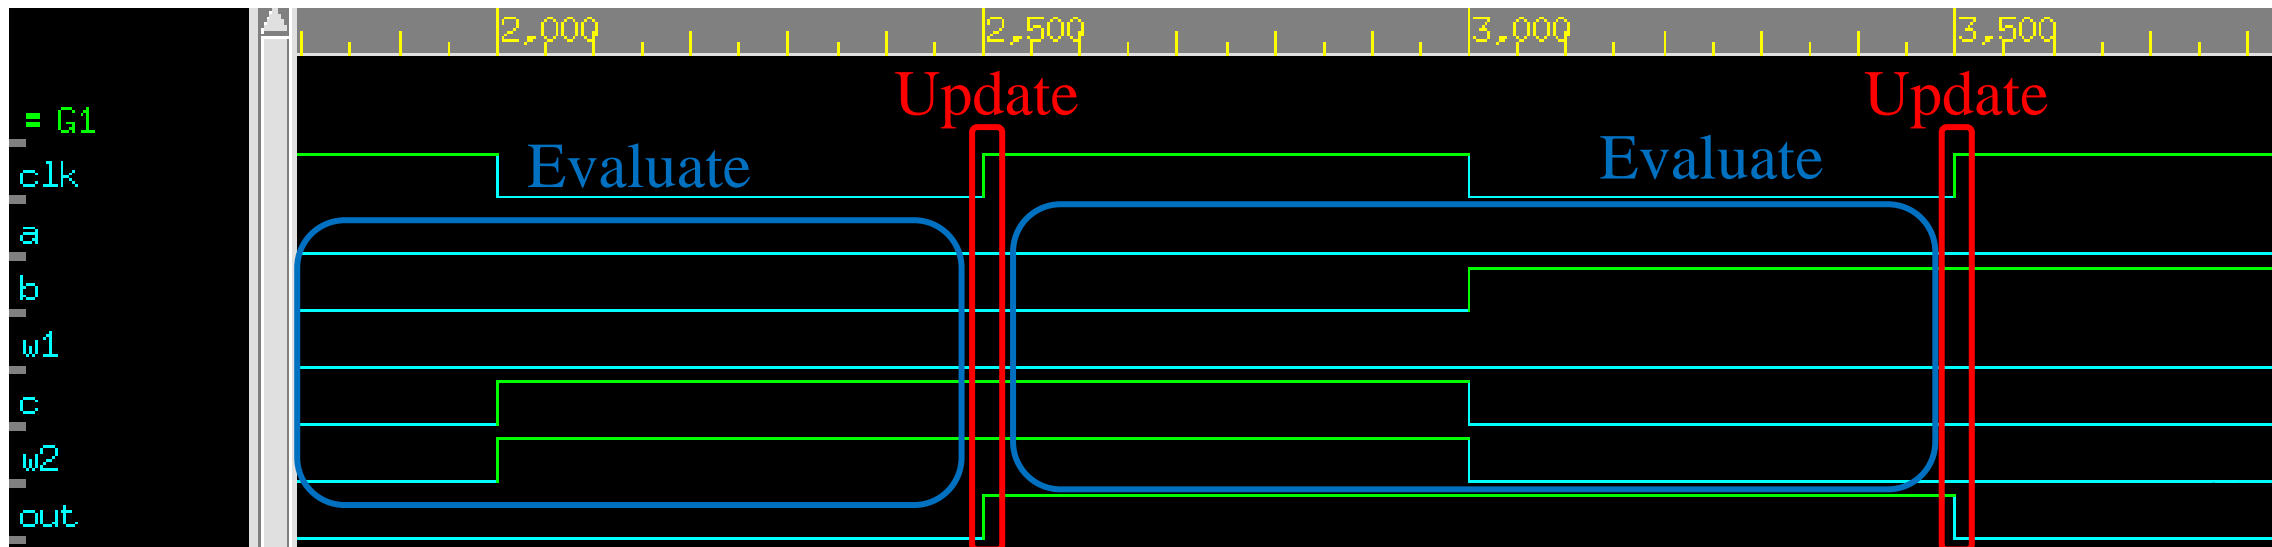 2,000 2,500 3,000 3,500
Update Update
= G1
Evaluate Evaluate
clk
a
b
w1
c
w2
out